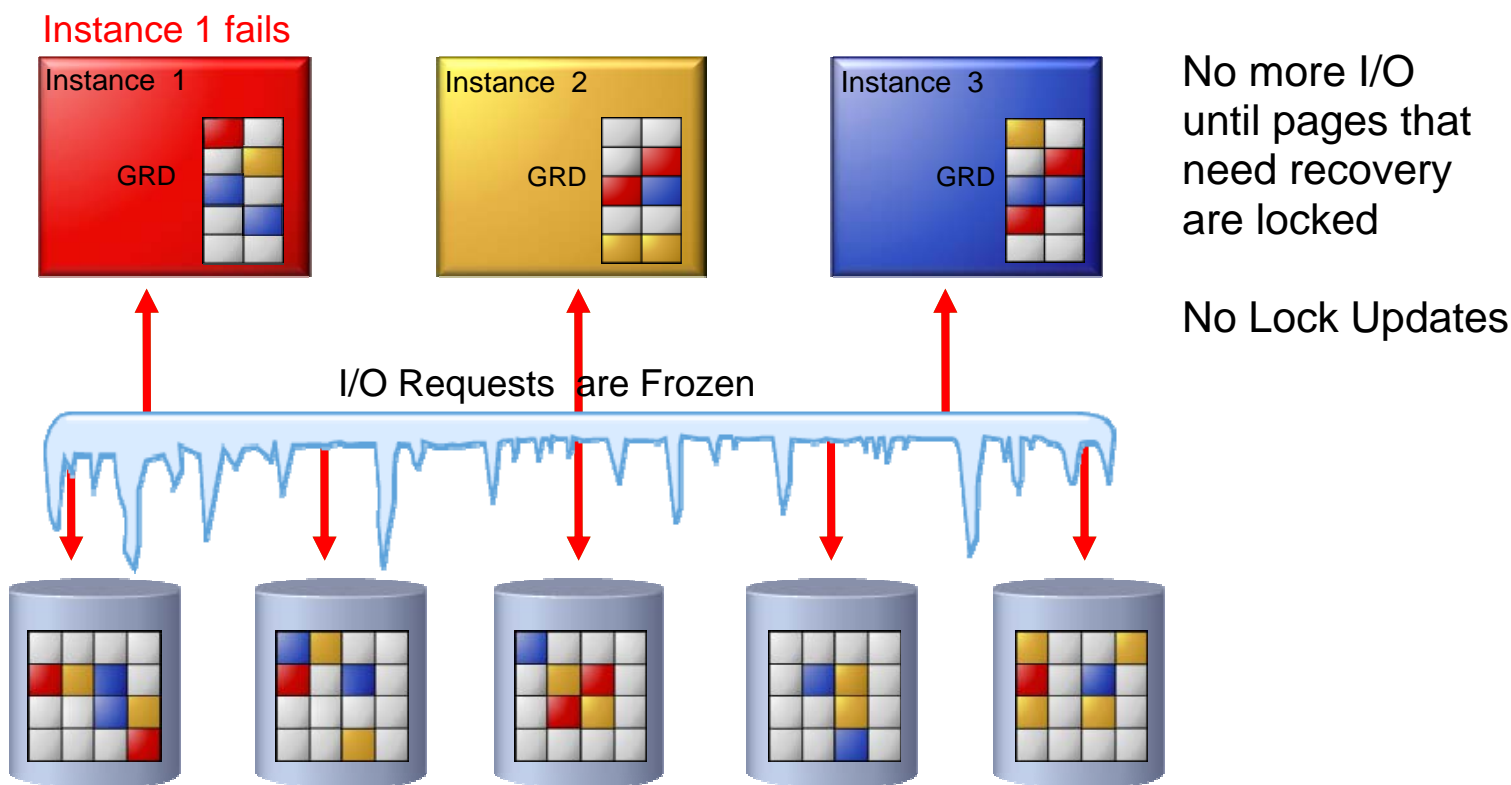 Instance 1 fails
Instance 1
GRD
Instance 2
GRD
Instance 3
GRD
No more I/O
until pages that
need recovery
are locked
No Lock Updates
I/O Requests are Frozen